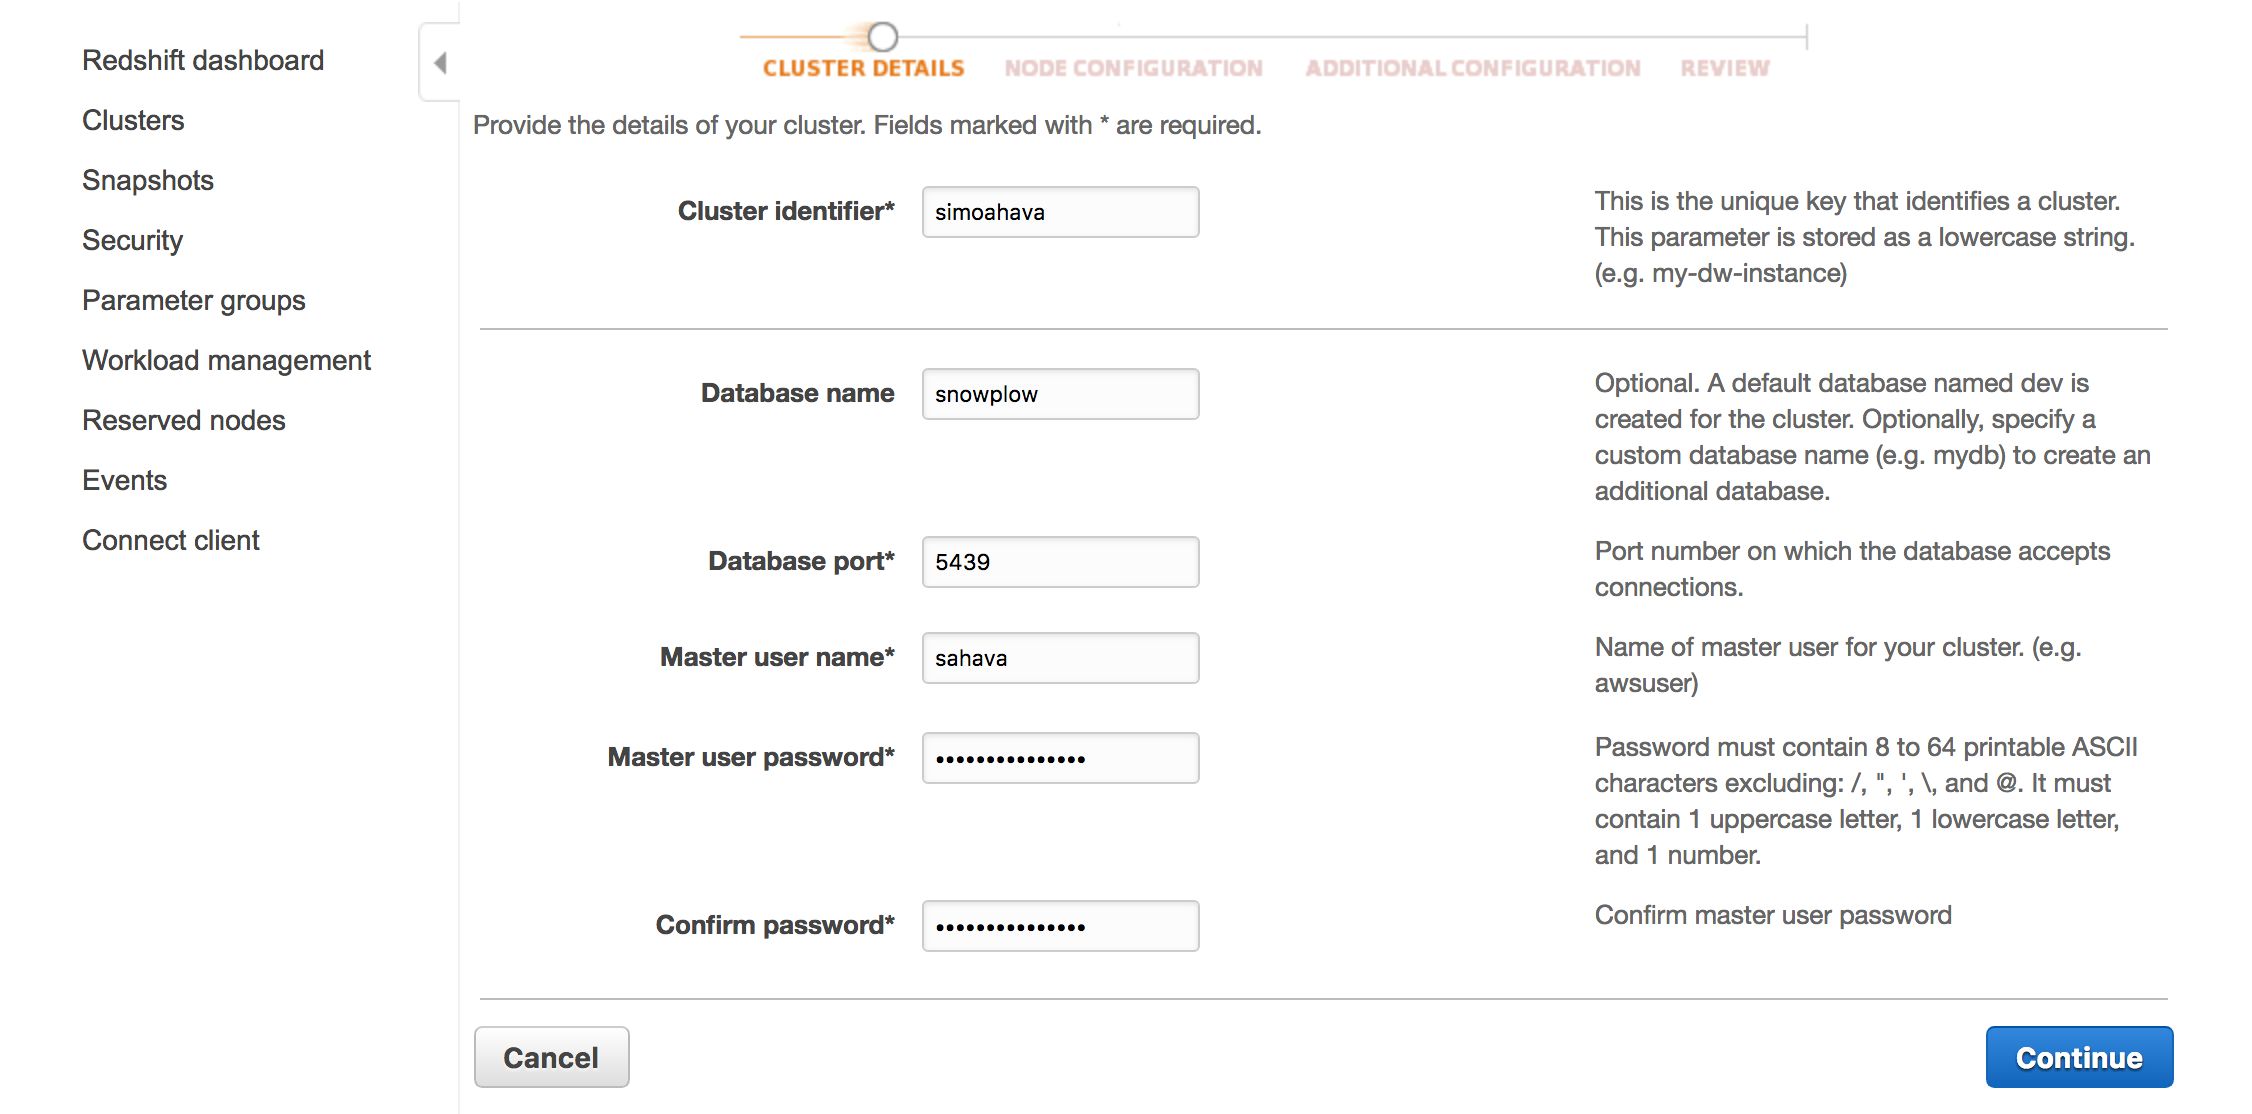 Redshift dashboard
Clusters
Snapshots
Security
Parameter groups
Workload management
Reserved nodes
Events
Connect client
CLUSTER DETAILS NODE CONFIGURATION ADDITIONAL CONFIGURATION REVIEW
Provide the details of your cluster. Fields marked with * are required.
Cluster identifier* simoahava
This is the unique key that identifies a cluster.
This parameter is stored as a lowercase string.
(e.g. my-dw-instance)
Database name snowplow
Optional. A default database named dev is
created for the cluster. Optionally, specify a
custom database name (e.g. mydb) to create an
additional database.
Database port* 5439
Port number on which the database accepts
connections.
Master user name* sahava
Name of master user for your cluster. (e.g.
awsuser)
Master user password* •••••••••••••••
Password must contain 8 to 64 printable ASCII
characters excluding: /, ", ', \, and @. It must
contain 1 uppercase letter, 1 lowercase letter,
and 1 number.
Confirm password* •••••••••••••••
Confirm master user password
Cancel Continue